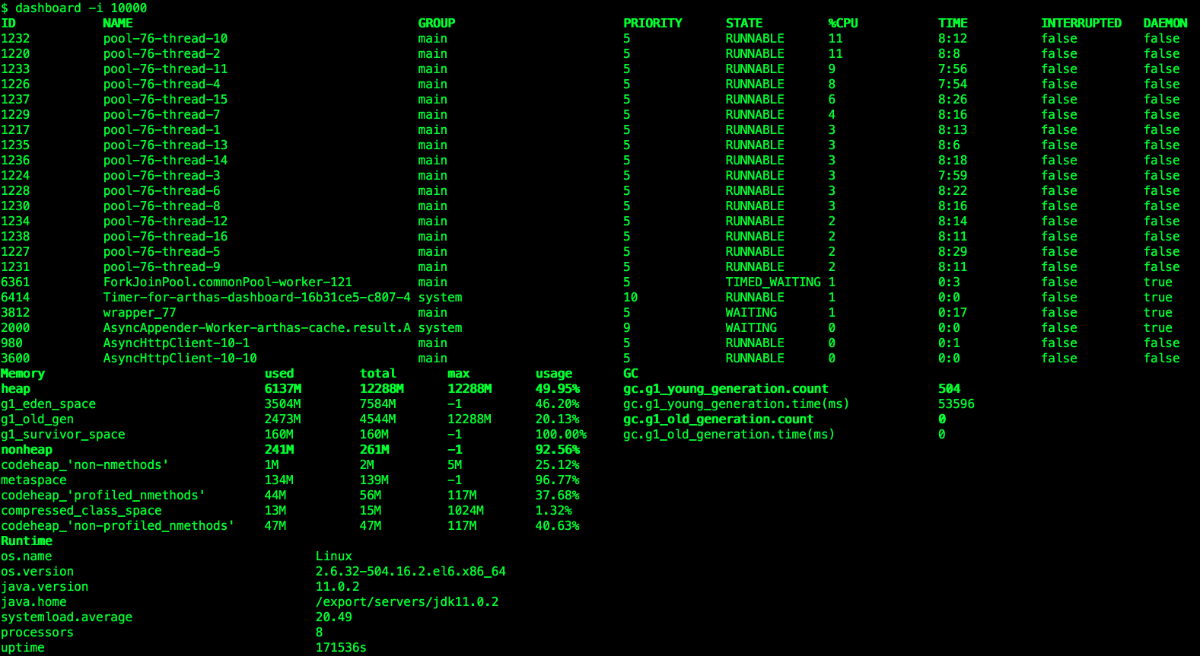 $ dashboard -i 10000
ID NAME GROUP PRIORITY STATE %CPU TIME INTERRUPTED DAEMON
1232 pool-76-thread-10 main 5 RUNNABLE 11 8:12 false false
1220 pool-76-thread-2 main 5 RUNNABLE 11 8:8 false false
1233 pool-76-thread-11 main 5 RUNNABLE 9 7:56 false false
1226 pool-76-thread-4 main 5 RUNNABLE 8 7:54 false false
1237 pool-76-thread-15 main 5 RUNNABLE 6 8:26 false false
1229 pool-76-thread-7 main 5 RUNNABLE 4 8:16 false false
1217 pool-76-thread-1 main 5 RUNNABLE 3 8:13 false false
1235 pool-76-thread-13 main 5 RUNNABLE 3 8:6 false false
1236 pool-76-thread-14 main 5 RUNNABLE 3 8:18 false false
1224 pool-76-thread-3 main 5 RUNNABLE 3 7:59 false false
1228 pool-76-thread-6 main 5 RUNNABLE 3 8:22 false false
1230 pool-76-thread-8 main 5 RUNNABLE 3 8:16 false false
1234 pool-76-thread-12 main 5 RUNNABLE 2 8:14 false false
1238 pool-76-thread-16 main 5 RUNNABLE 2 8:11 false false
1227 pool-76-thread-5 main 5 RUNNABLE 2 8:29 false false
1231 pool-76-thread-9 main 5 RUNNABLE 2 8:11 false false
6361 ForkJoinPool.commonPool-worker-121 main 5 TIMED_WAITING 1 0:3 false true
6414 Timer-for-arthas-dashboard-16b31ce5-c807-4 system 10 RUNNABLE 1 0:0 false true
3812 wrapper_77 main 5 WAITING 1 0:17 false true
2000 AsyncAppender-Worker-arthas-cache.result.A system 9 WAITING 0 0:0 false true
980 AsyncHttpClient-10-1 main 5 RUNNABLE 0 0:1 false false
3600 AsyncHttpClient-10-10 main 5 RUNNABLE 0 0:0 false false
Memory used total max usage GC
heap 6137M 12288M 12288M 49.95% gc.g1_young_generation.count 504
g1_eden_space 3504M 7584M -1 46.20% gc.g1_young_generation.time(ms) 53596
g1_old_gen 2473M 4544M 12288M 20.13% gc.g1_old_generation.count 0
g1_survivor_space 160M 160M -1 100.00% gc.g1_old_generation.time(ms) 0
nonheap 241M 261M -1 92.56%
codeheap_'non-nmethods' 1M 2M 5M 25.12%
metaspace 134M 139M -1 96.77%
codeheap_'profiled_nmethods' 44M 56M 117M 37.68%
compressed_class_space 13M 15M 1024M 1.32%
codeheap_'non-profiled_nmethods' 47M 47M 117M 40.63%
Runtime
os.name Linux
os.version 2.6.32-504.16.2.el6.x86_64
java.version 11.0.2
java.home /export/servers/jdk11.0.2
systemload.average 20.49
processors 8
uptime 171536s